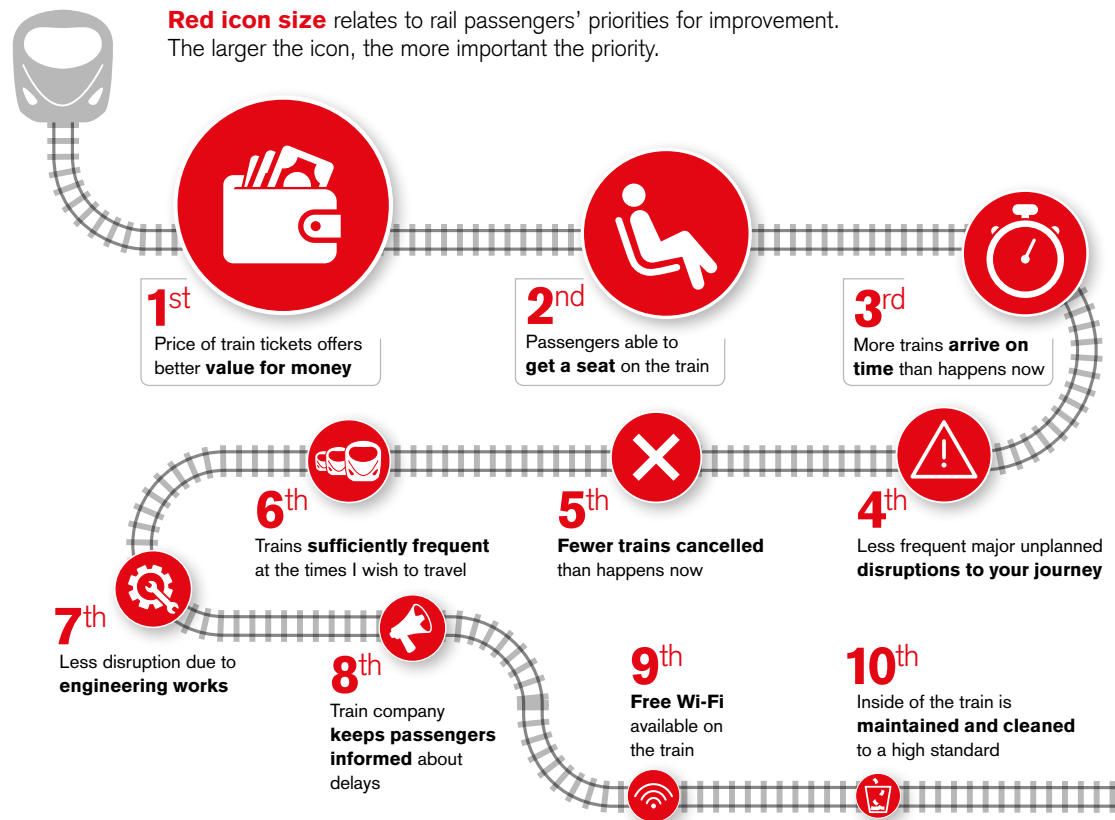 Red icon size relates to rail passengers’ priorities for improvement.
The larger the icon, the more important the priority.
1st
Price of train tickets offers
better value for money
2nd
Passengers able to
get a seat on the train
3rd
More trains arrive on
time than happens now
4th
Less frequent major unplanned
disruptions to your journey
5th
Fewer trains cancelled
than happens now
6th
Trains sufficiently frequent
at the times I wish to travel
7th
Less disruption due to
engineering works
8th
Train company
keeps passengers
informed about
delays
9th
Free Wi-Fi
available on
the train
10th
Inside of the train is
maintained and cleaned
to a high standard